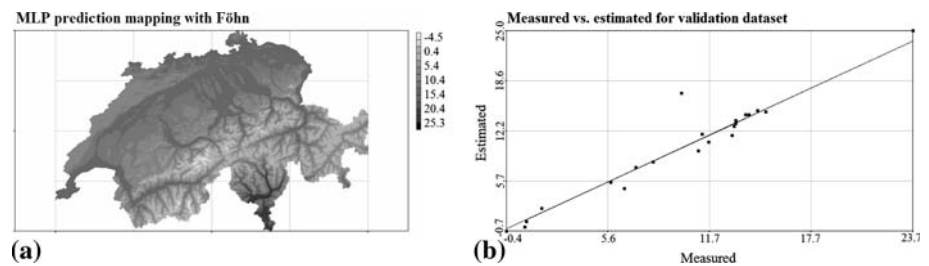 MLP prediction mapping with Föhn
-4.5
0.4
5.4
10.4
15.4
20.4
25.3
(a)
Measured vs. estimated for validation dataset
25.0
18.6
12.2
5.7
-0.7
Estimated
-0.4
5.6
11.7
17.7
23.7
Measured
(b)